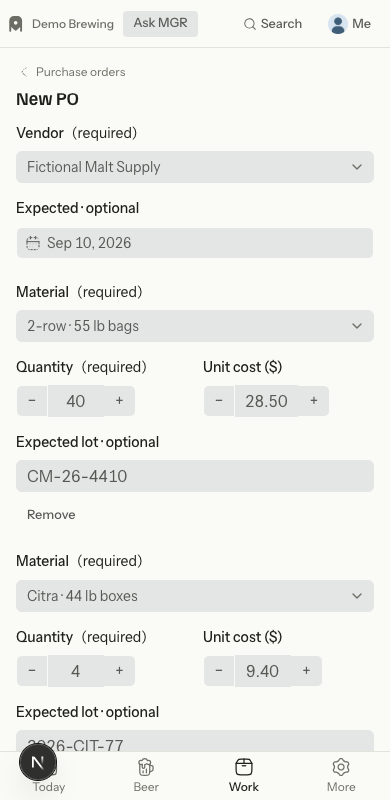 Demo Brewing
Ask MGR
Search
Me
Purchase orders
New PO
Vendor (required)
Fictional Malt Supply
Expected · optional
Sep 10, 2026
Material (required)
2-row · 55 lb bags
Quantity (required)
Unit cost ($)
− 40 +
− 28.50 +
Expected lot · optional
CM-26-4410
Remove
Material (required)
Citra · 44 lb boxes
Quantity (required)
Unit cost ($)
− 4 +
− 9.40 +
Expected lot · optional
N
Today
Beer
Work
More